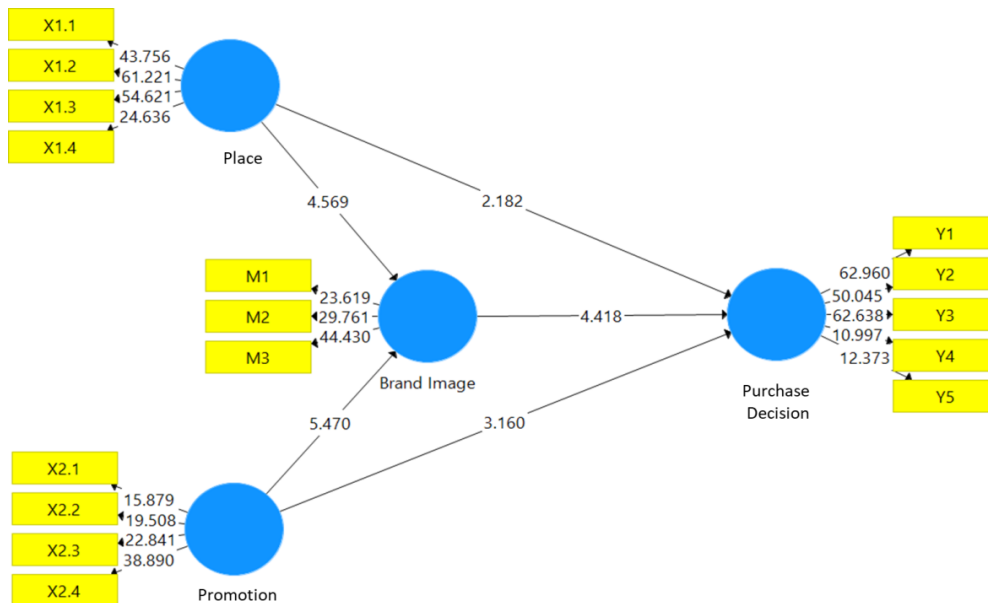 X1.1
X1.2
X1.3
X1.4
43.756
61.221
54.621
24.636
Place
4.569
2.182
M1
M2
M3
23.619
29.761
44.430
Brand Image
4.418
Y1
Y2
Y3
Y4
Y5
62.960
50.045
62.638
10.997
12.373
Purchase
Decision
5.470
3.160
X2.1
X2.2
X2.3
X2.4
15.879
19.508
22.841
38.890
Promotion